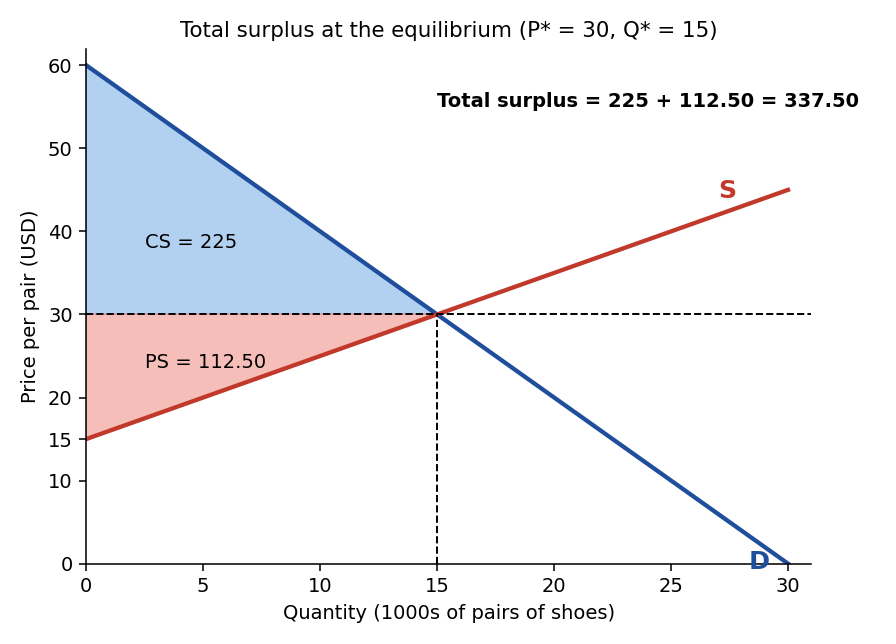 Total surplus at the equilibrium (P* = 30, Q* = 15)
Total surplus = 225 + 112.50 = 337.50
Price per pair (USD)
60
50
40
30
20
15
10
0
CS = 225
PS = 112.50
S
D
0 5 10 15 20 25 30
Quantity (1000s of pairs of shoes)